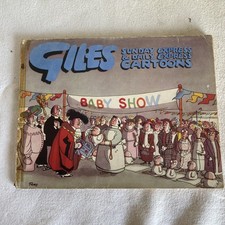 GILES
SUNDAY EXPRESS
& DAILY EXPRESS
CARTOONS
BABY SHOW